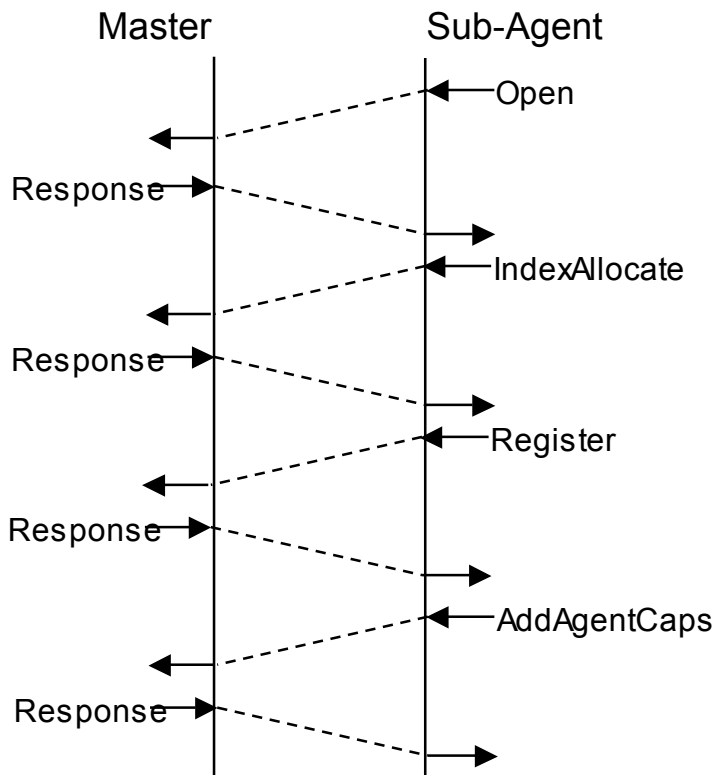 Master Sub-Agent
Open
Response
IndexAllocate
Response
Register
Response
AddAgentCaps
Response